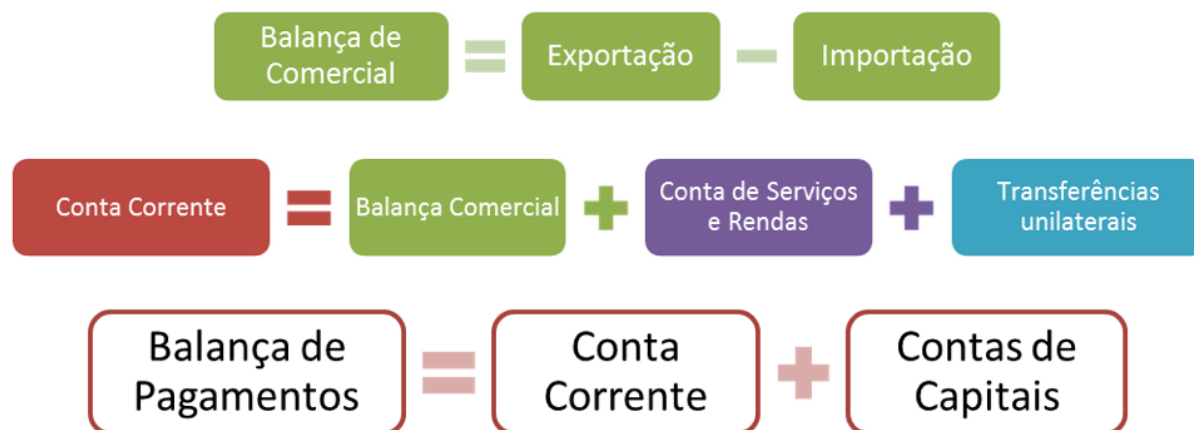 Balança de
Comercial
=
Exportação
−
Importação
Conta Corrente
=
Balança Comercial
+
Conta de Serviços
e Rendas
+
Transferências
unilaterais
Balança de
Pagamentos
=
Conta
Corrente
+
Contas de
Capitais